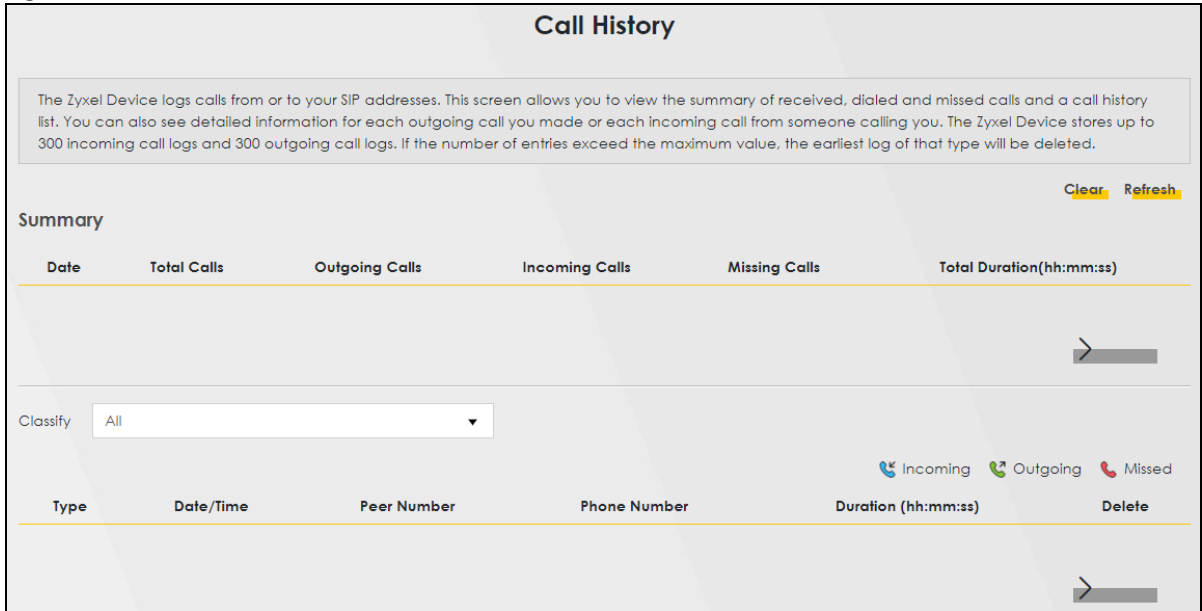 Call History
The Zyxel Device logs calls from or to your SIP addresses. This screen allows you to view the summary of received, dialed and missed calls and a call history
list. You can also see detailed information for each outgoing call you made or each incoming call from someone calling you. The Zyxel Device stores up to
300 incoming call logs and 300 outgoing call logs. If the number of entries exceed the maximum value, the earliest log of that type will be deleted.
Clear Refresh
Summary
Date Total Calls Outgoing Calls Incoming Calls Missing Calls Total Duration(hh:mm:ss)
Classify All
Incoming Outgoing Missed
Type Date/Time Peer Number Phone Number Duration (hh:mm:ss) Delete